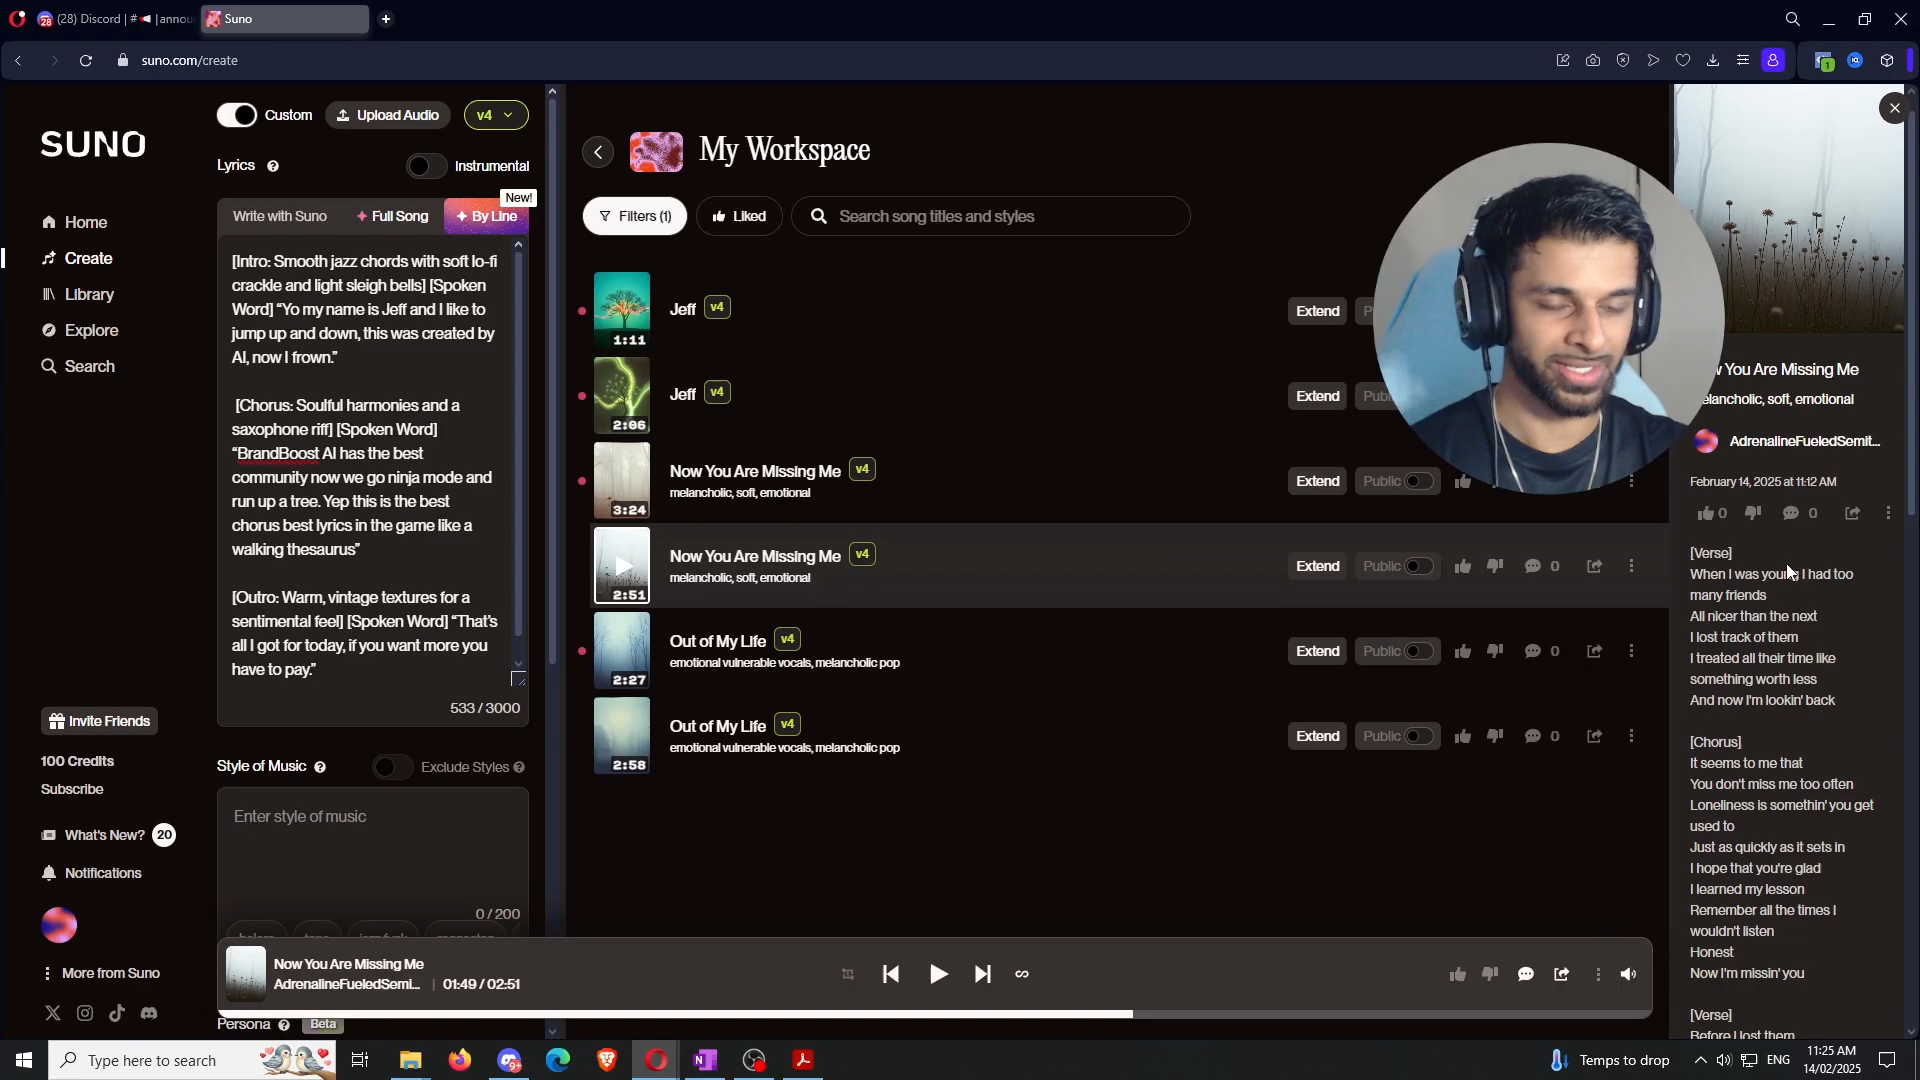 (28) Discord | #
Suno
suno.com/create
SUNO
Home
Create
Library
Explore
Search
Invite Friends
100 Credits
Subscribe
What's New? 20
Notifications
More from Suno
Custom
Upload Audio
v4
Lyrics
Instrumental
New!
Write with Suno
Full Song
By Line
[Intro: Smooth jazz chords with soft lo-fi
crackle and light sleigh bells] [Spoken
Word] “Yo my name is Jeff and I like to
jump up and down, this was created by
AI, now I frown.”
[Chorus: Soulful harmonies and a
saxophone riff] [Spoken Word]
“BrandBoost AI has the best
community now we go ninja mode and
run up a tree. Yep this is the best
chorus best lyrics in the game like a
walking thesaurus”
[Outro: Warm, vintage textures for a
sentimental feel] [Spoken Word] “That's
all I got for today, if you want more you
have to pay.”
533 / 3000
Style of Music
Exclude Styles
Enter style of music
0 / 200
Persona
Beta
My Workspace
Filters (1)
Liked
Search song titles and styles
1:11
Jeff v4
Extend
2:06
Jeff v4
Extend
3:24
Now You Are Missing Me v4
melancholic, soft, emotional
Extend
Public
2:51
Now You Are Missing Me v4
melancholic, soft, emotional
Extend
Public
0
2:27
Out of My Life v4
emotional vulnerable vocals, melancholic pop
Extend
Public
0
2:58
Out of My Life v4
emotional vulnerable vocals, melancholic pop
Extend
Public
0
You Are Missing Me
elancholic, soft, emotional
AdrenalineFueledSemit...
February 14, 2025 at 11:12 AM
0
0
[Verse]
When I was young I had too
many friends
All nicer than the next
I lost track of them
I treated all their time like
something worth less
And now I'm lookin' back
[Chorus]
It seems to me that
You don't miss me too often
Loneliness is somethin' you get
used to
Just as quickly as it sets in
I hope that you're glad
I learned my lesson
Remember all the times I
wouldn't listen
Honest
Now I'm missin' you
[Verse]
Before I lost them
Now You Are Missing Me
AdrenalineFueledSemi... 01:49 / 02:51
Type here to search
Temps to drop
ENG
11:25 AM
14/02/2025